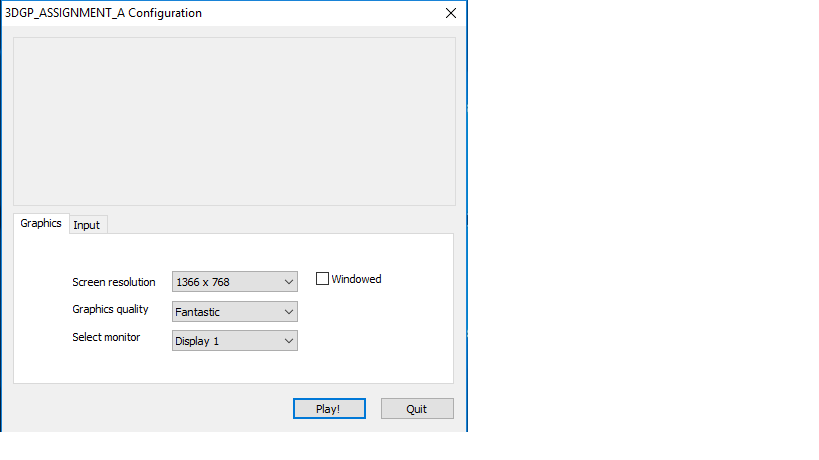 3DGP_ASSIGNMENT_A Configuration
Graphics Input
Screen resolution 1366 x 768 Windowed
Graphics quality Fantastic
Select monitor Display 1
Play! Quit